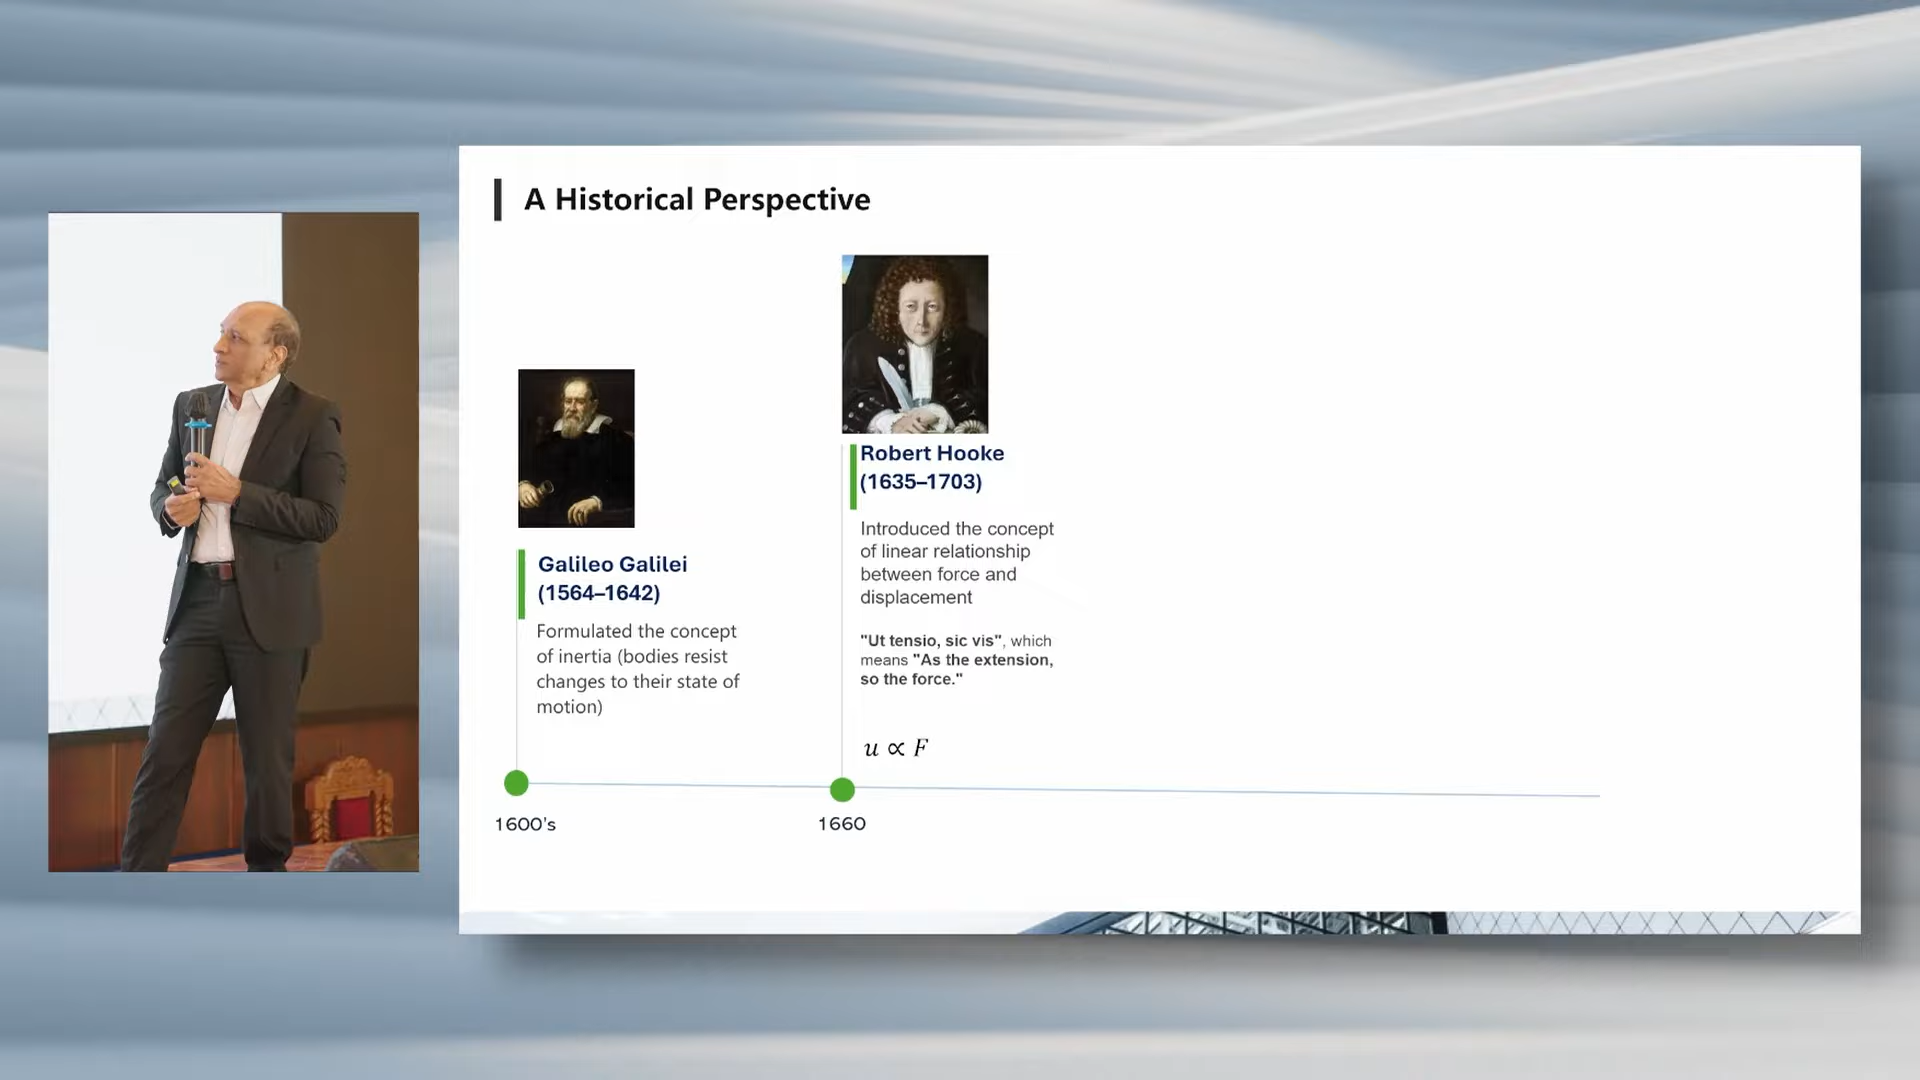 A Historical Perspective
Galileo Galilei
(1564–1642)
Formulated the concept
of inertia (bodies resist
changes to their state of
motion)
1600's
Robert Hooke
(1635–1703)
Introduced the concept
of linear relationship
between force and
displacement
"Ut tensio, sic vis", which
means "As the extension,
so the force."
u ∝ F
1660